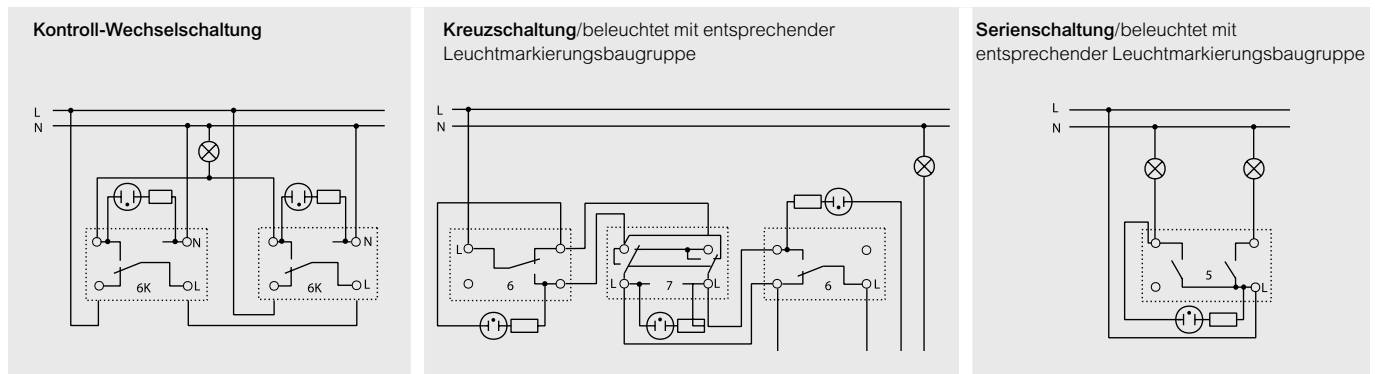 Kontroll-Wechselschaltung
L
N
N
N
6K
L
6K
L
Kreuzschaltung/beleuchtet mit entsprechender
Leuchtmarkierungsbaugruppe
L
N
L
6
L
7
L
6
L
Serienschaltung/beleuchtet mit
entsprechender Leuchtmarkierungsbaugruppe
L
N
5
L